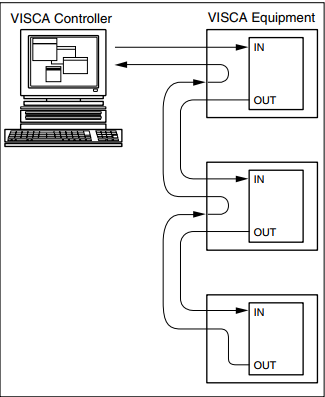 VISCA Controller
VISCA Equipment
IN
OUT
IN
OUT
IN
OUT